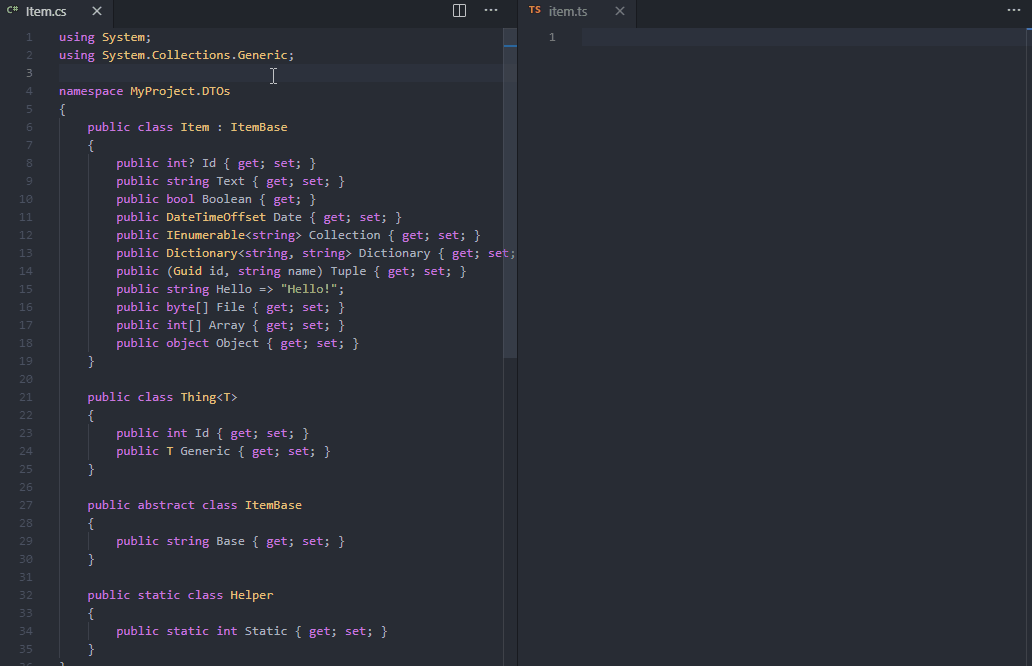 C# Item.cs ×
1 using System;
2 using System.Collections.Generic;
3
4 namespace MyProject.DTOs
5 {
6 public class Item : ItemBase
7 {
8 public int? Id { get; set; }
9 public string Text { get; set; }
10 public bool Boolean { get; }
11 public DateTimeOffset Date { get; set; }
12 public IEnumerable<string> Collection { get; set; }
13 public Dictionary<string, string> Dictionary { get; set;
14 public (Guid id, string name) Tuple { get; set; }
15 public string Hello => "Hello!";
16 public byte[] File { get; set; }
17 public int[] Array { get; set; }
18 public object Object { get; set; }
19 }
20
21 public class Thing<T>
22 {
23 public int Id { get; set; }
24 public T Generic { get; set; }
25 }
26
27 public abstract class ItemBase
28 {
29 public string Base { get; set; }
30 }
31
32 public static class Helper
33 {
34 public static int Static { get; set; }
35 }
36 }
TS item.ts ×
1